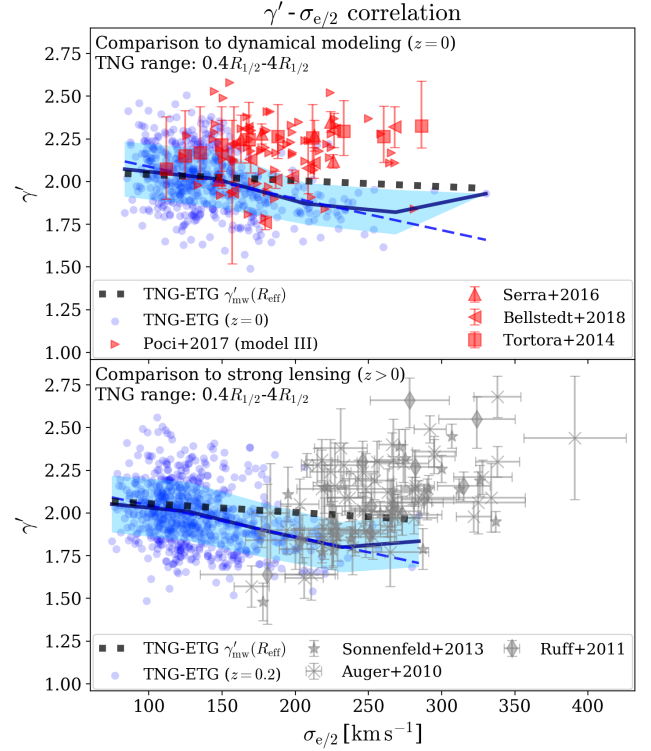 γ′ - σe/2 correlation
Comparison to dynamical modeling (z = 0)
TNG range: 0.4R1/2-4R1/2
2.75
2.50
2.25
2.00
1.75
1.50
1.25
1.00
γ′
TNG-ETG γ′mw(Reff)
TNG-ETG (z = 0)
Poci+2017 (model III)
Serra+2016
Bellstedt+2018
Tortora+2014
Comparison to strong lensing (z > 0)
TNG range: 0.4R1/2-4R1/2
2.75
2.50
2.25
2.00
1.75
1.50
1.25
1.00
γ′
TNG-ETG γ′mw(Reff)
TNG-ETG (z = 0.2)
Sonnenfeld+2013
Auger+2010
Ruff+2011
100 150 200 250 300 350 400
σe/2 [km s−1]